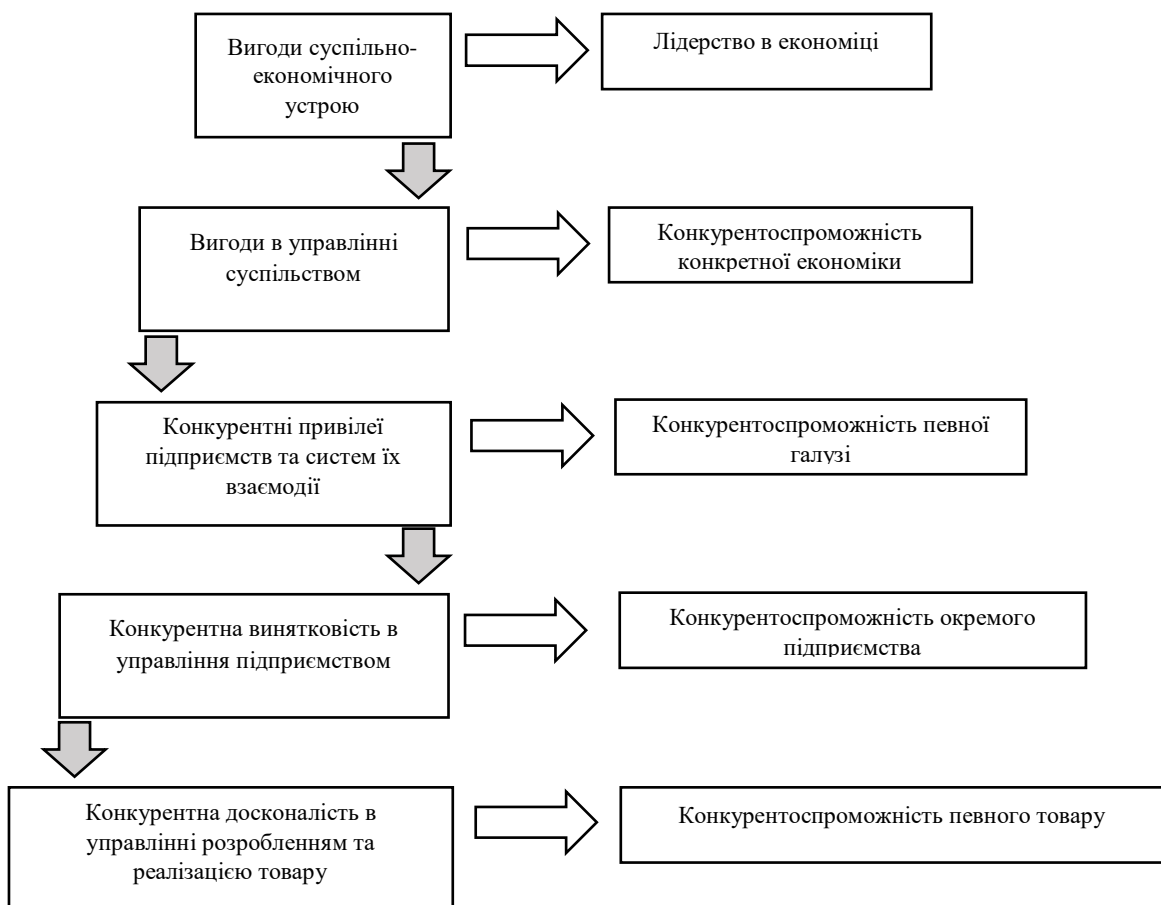 Вигоди суспільно-
економічного
устрою
Лідерство в економіці
Вигоди в управлінні
суспільством
Конкурентоспроможність
конкретної економіки
Конкурентні привілеї
підприємств та систем їх
взаємодії
Конкурентоспроможність певної
галузі
Конкурентна винятковість в
управління підприємством
Конкурентоспроможність окремого
підприємства
Конкурентна досконалість в
управлінні розробленням та
реалізацією товару
Конкурентоспроможність певного товару